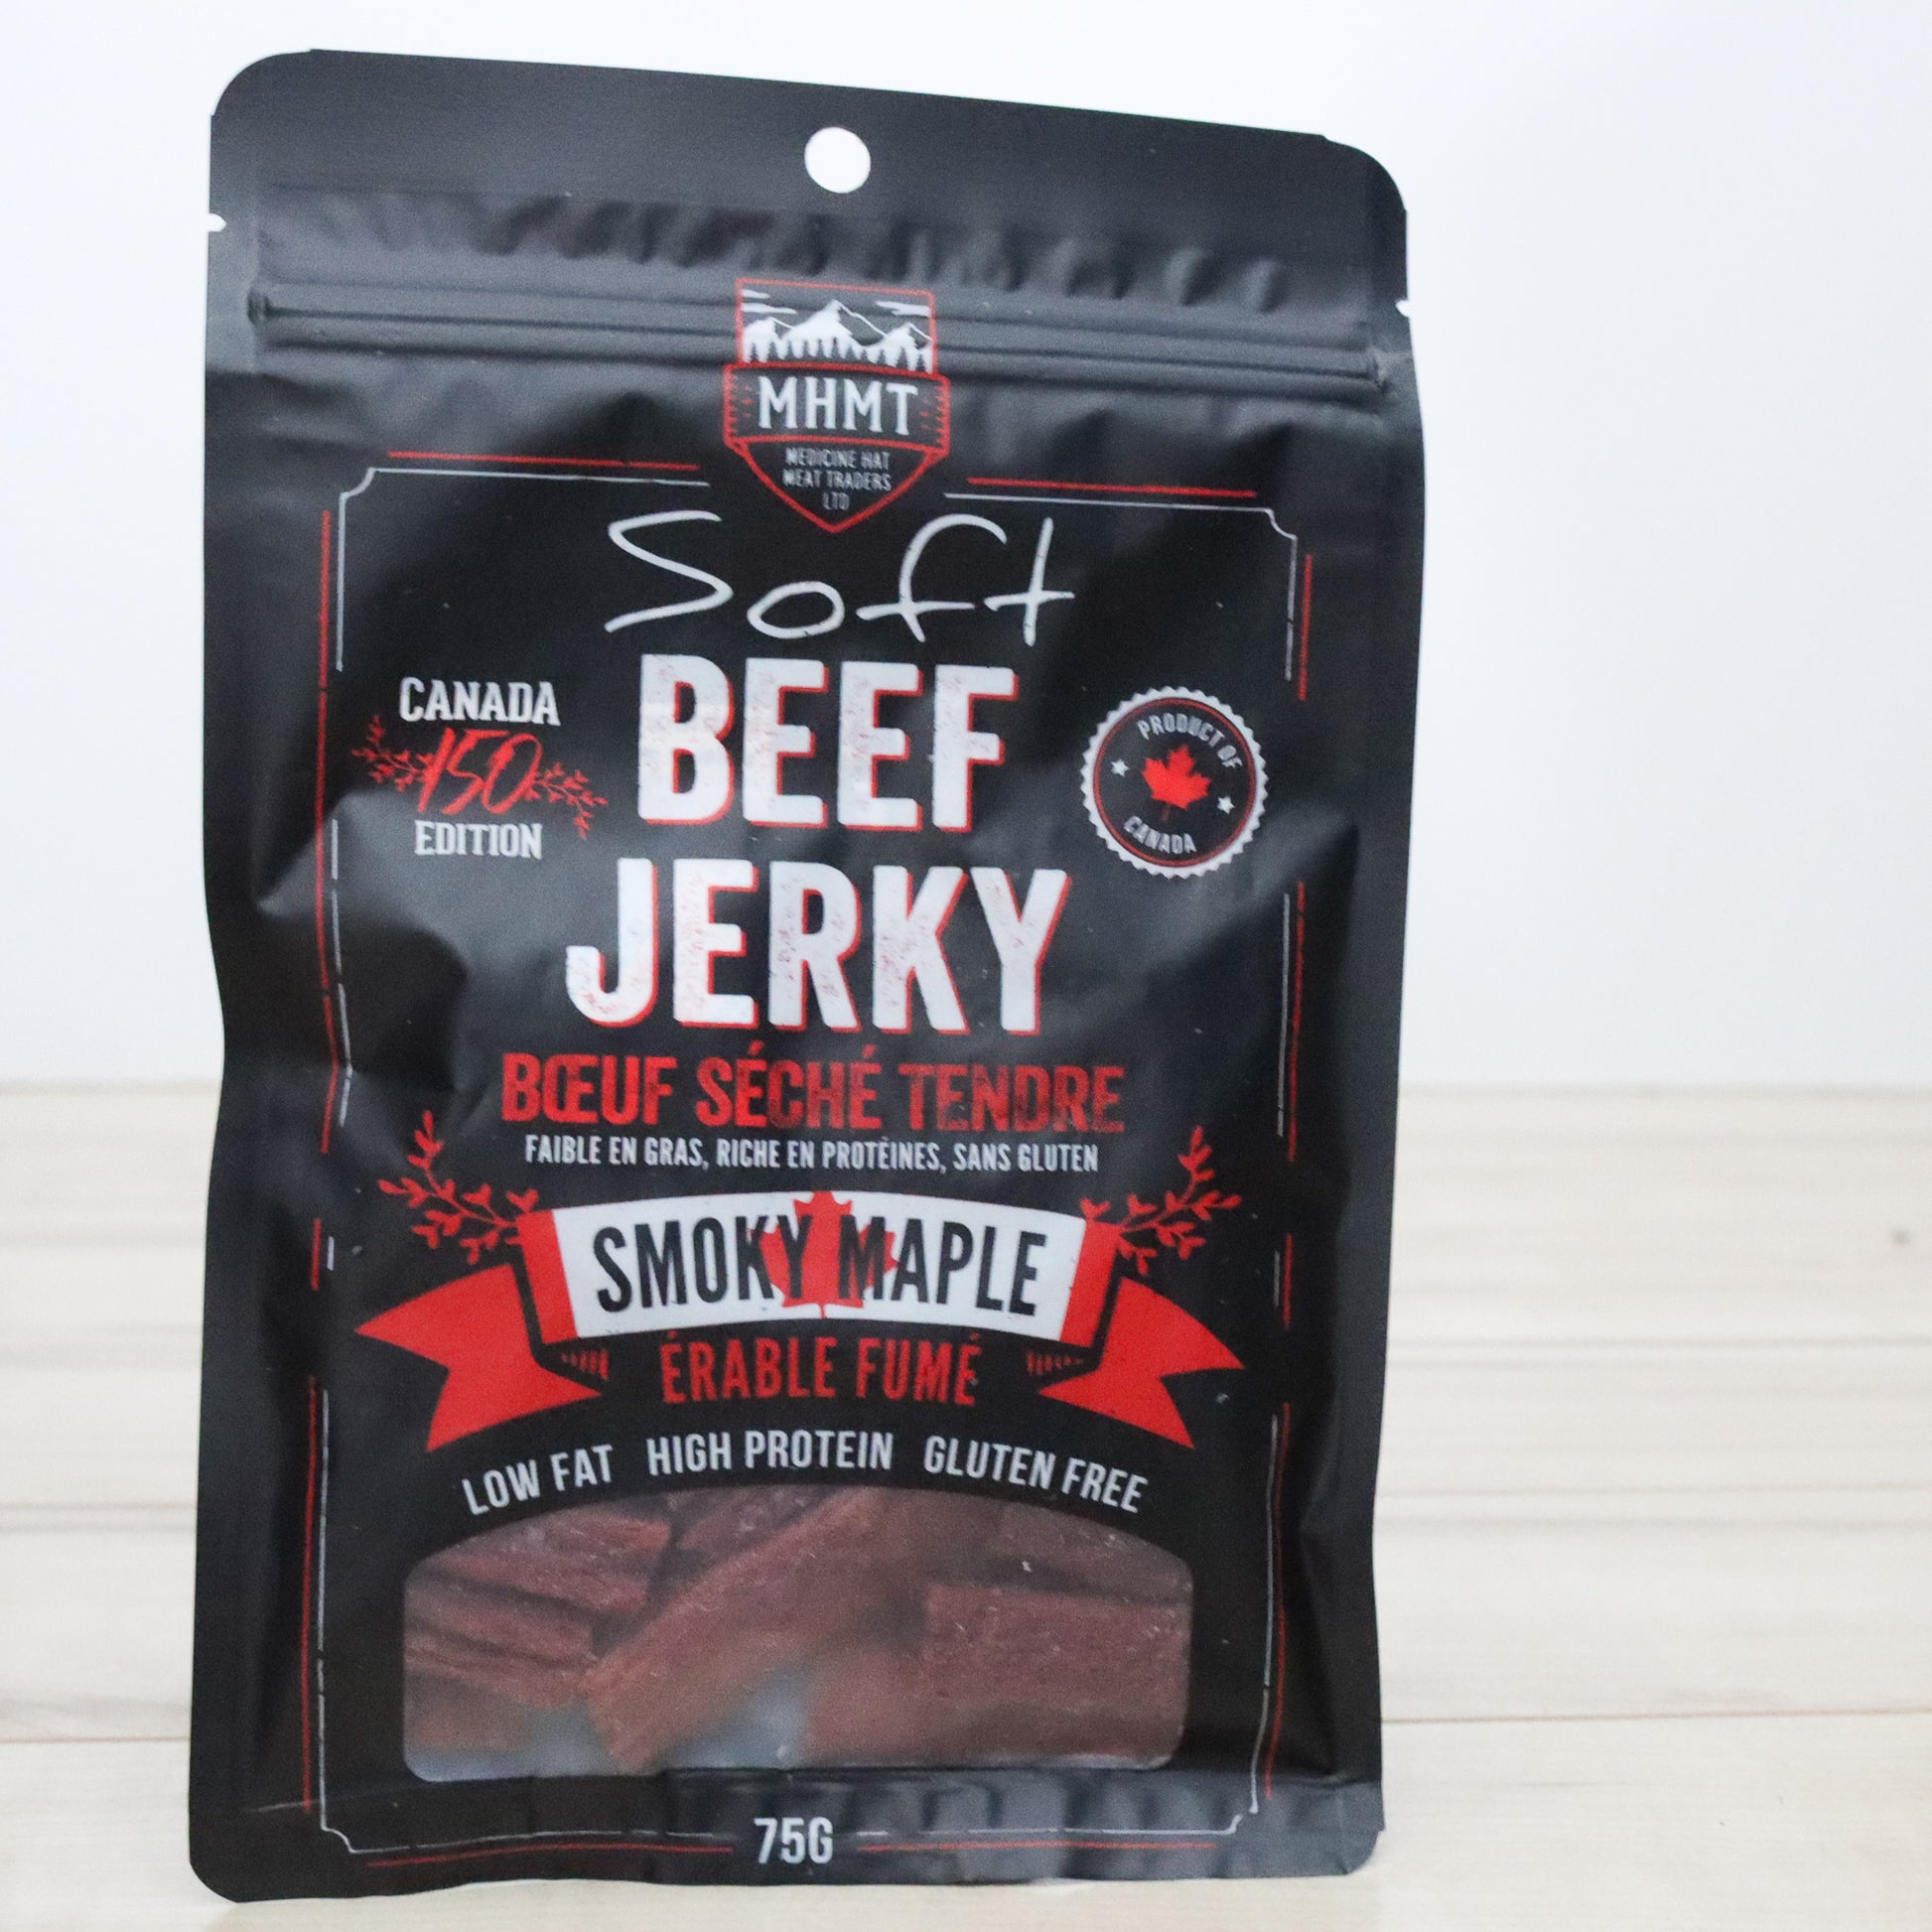 MHMT
MEDICINE HAT
MEAT TRADERS
LTD
Soft
BEEF
JERKY
CANADA
150
EDITION
PRODUCT OF
CANADA
BŒUF SÉCHÉ TENDRE
FAIBLE EN GRAS, RICHE EN PROTÉINES, SANS GLUTEN
SMOKY MAPLE
ÉRABLE FUMÉ
LOW FAT HIGH PROTEIN GLUTEN FREE
75G